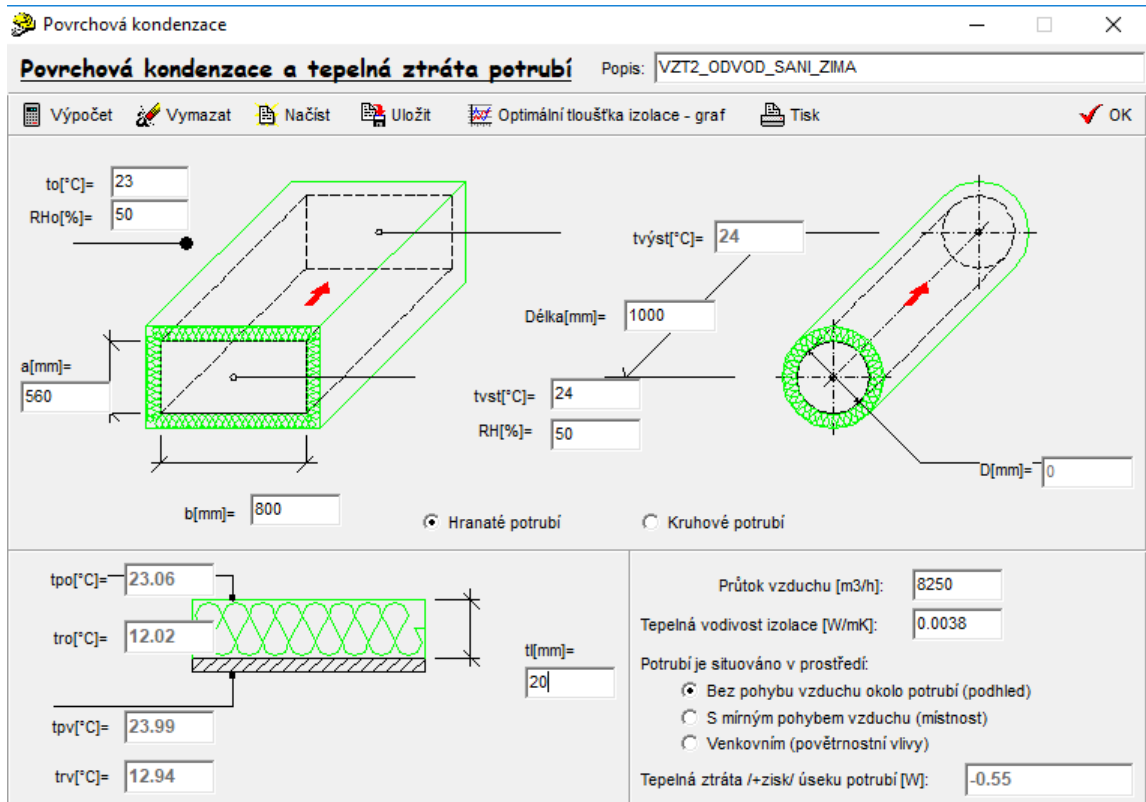 Povrchová kondenzace
Povrchová kondenzace a tepelná ztráta potrubí Popis: VZT2_ODVOD_SANI_ZIMA
Výpočet Vymazat Načíst Uložit Optimální tloušťka izolace - graf Tisk OK
to[°C]= 23
RHo[%]= 50
tvýst[°C]= 24
Délka[mm]= 1000
a[mm]=
560
tvst[°C]= 24
RH[%]= 50
D[mm]= 0
b[mm]= 800
Hranaté potrubí Kruhové potrubí
tpo[°C]= 23.06
tro[°C]= 12.02
tl[mm]=
20
tpv[°C]= 23.99
trv[°C]= 12.94
Průtok vzduchu [m3/h]: 8250
Tepelná vodivost izolace [W/mK]: 0.0038
Potrubí je situováno v prostředí:
Bez pohybu vzduchu okolo potrubí (podhled)
S mírným pohybem vzduchu (místnost)
Venkovním (povětrnostní vlivy)
Tepelná ztráta /+zisk/ úseku potrubí [W]: -0.55